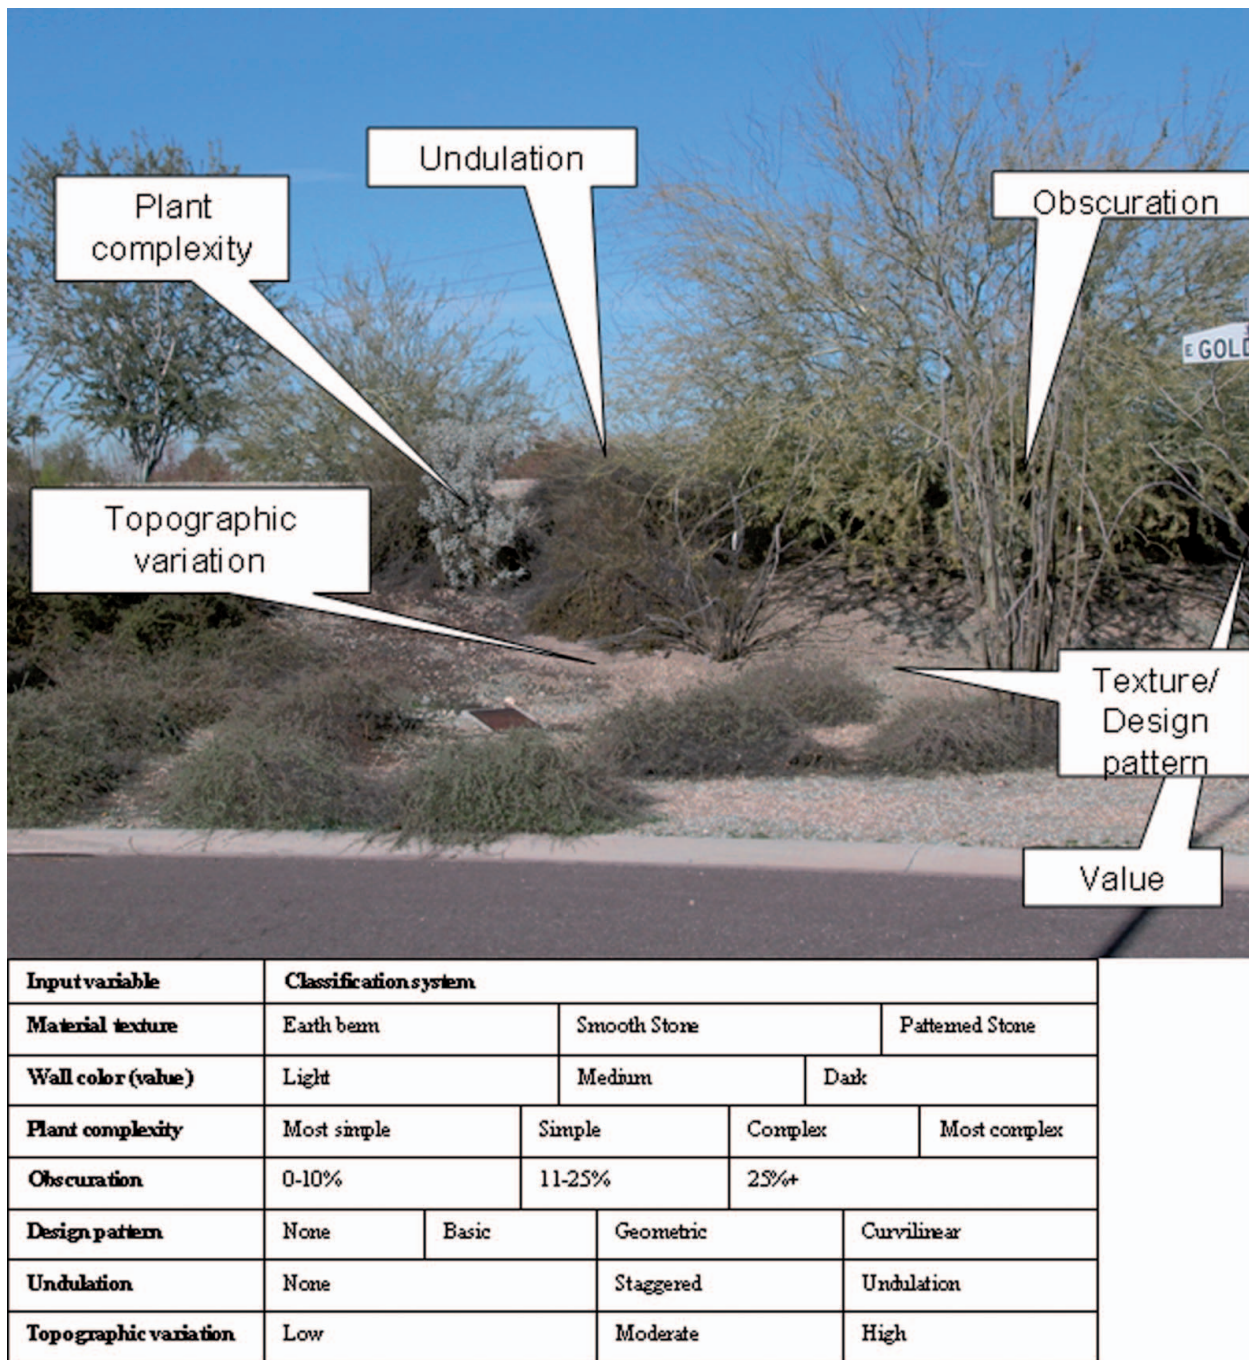 Undulation
Plant
complexity
Obscuration
E GOLD
Topographic
variation
Texture/
Design
pattern
Value
Input variable Classification system
Material texture Earth berm Smooth Stone Patterned Stone
Wall color (value) Light Medium Dark
Plant complexity Most simple Simple Complex Most complex
Obscuration 0-10% 11-25% 25%+
Design pattern None Basic Geometric Curvilinear
Undulation None Staggered Undulation
Topographic variation Low Moderate High